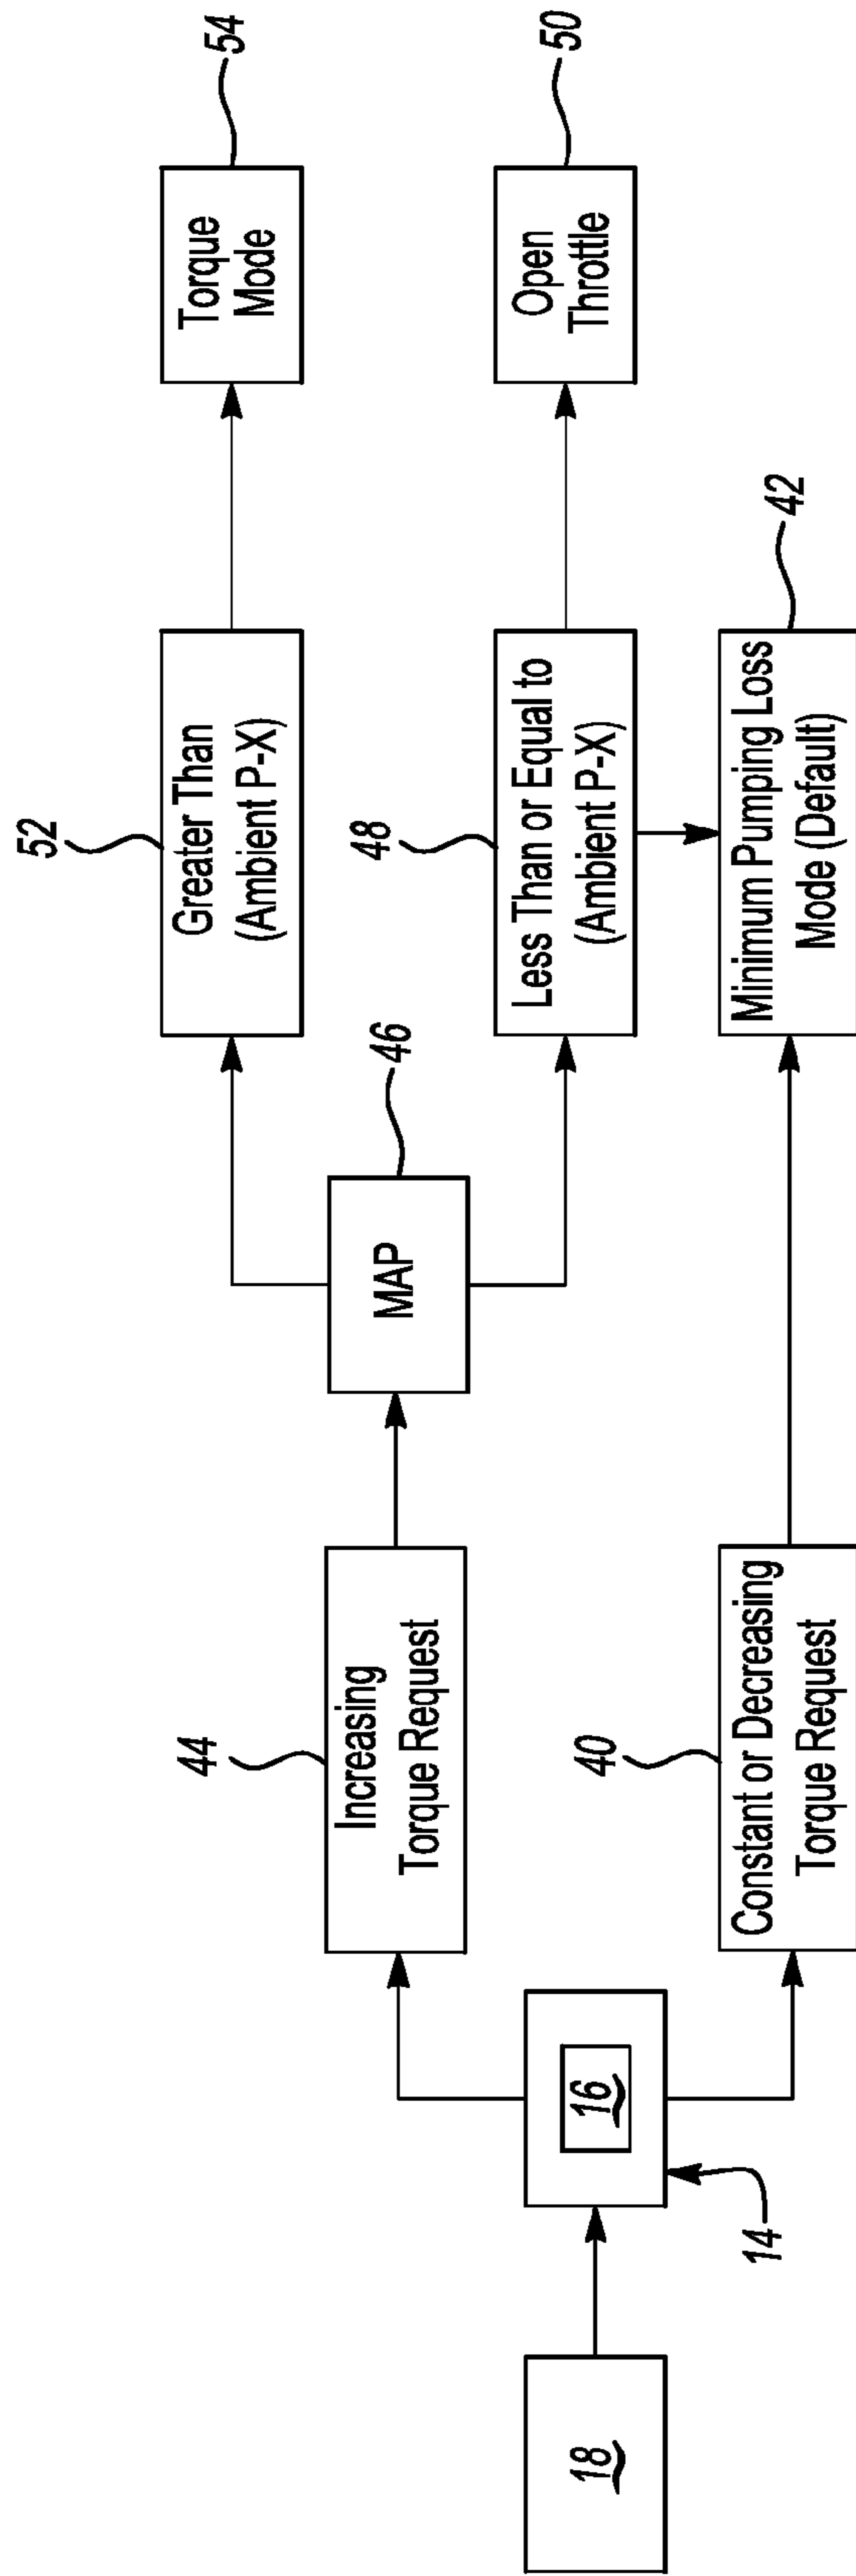 18
14
16
44
Increasing
Torque Request
40
Constant or Decreasing
Torque Request
46
MAP
52
Greater Than
(Ambient P-X)
48
Less Than or Equal to
(Ambient P-X)
42
Minimum Pumping Loss
Mode (Default)
54
Torque
Mode
50
Open
Throttle